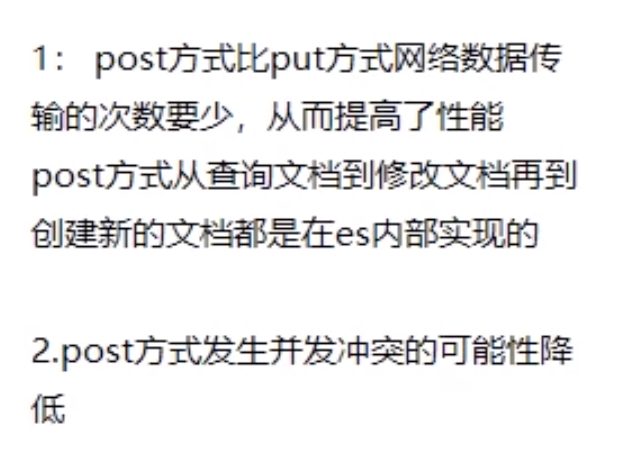 1： post方式比put方式网络数据传
输的次数要少，从而提高了性能
post方式从查询文档到修改文档再到
创建新的文档都是在es内部实现的
2.post方式发生并发冲突的可能性降
低